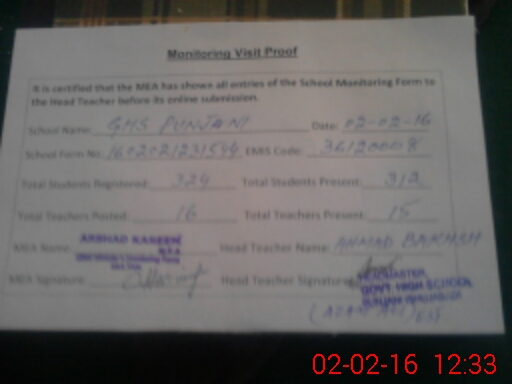 Monitoring Visit Proof
It is certified that the MEA has shown all entries of the School Monitoring Form to
the Head Teacher before its online submission.
School Name: GHS PUNJANI Date: 02-02-16
School Form No: EMIS Code: 36120008
Total Students Registered: 324 Total Students Present: 312
Total Teachers Posted: 16 Total Teachers Present: 15
MEA Name: ARSHAD KAREEM Head Teacher Name: AHMAD BAKHSH
MEA
MEA Signature: Head Teacher Signature:
HEADMASTER
GOVT. HIGH SCHOOL
02-02-16 12:33